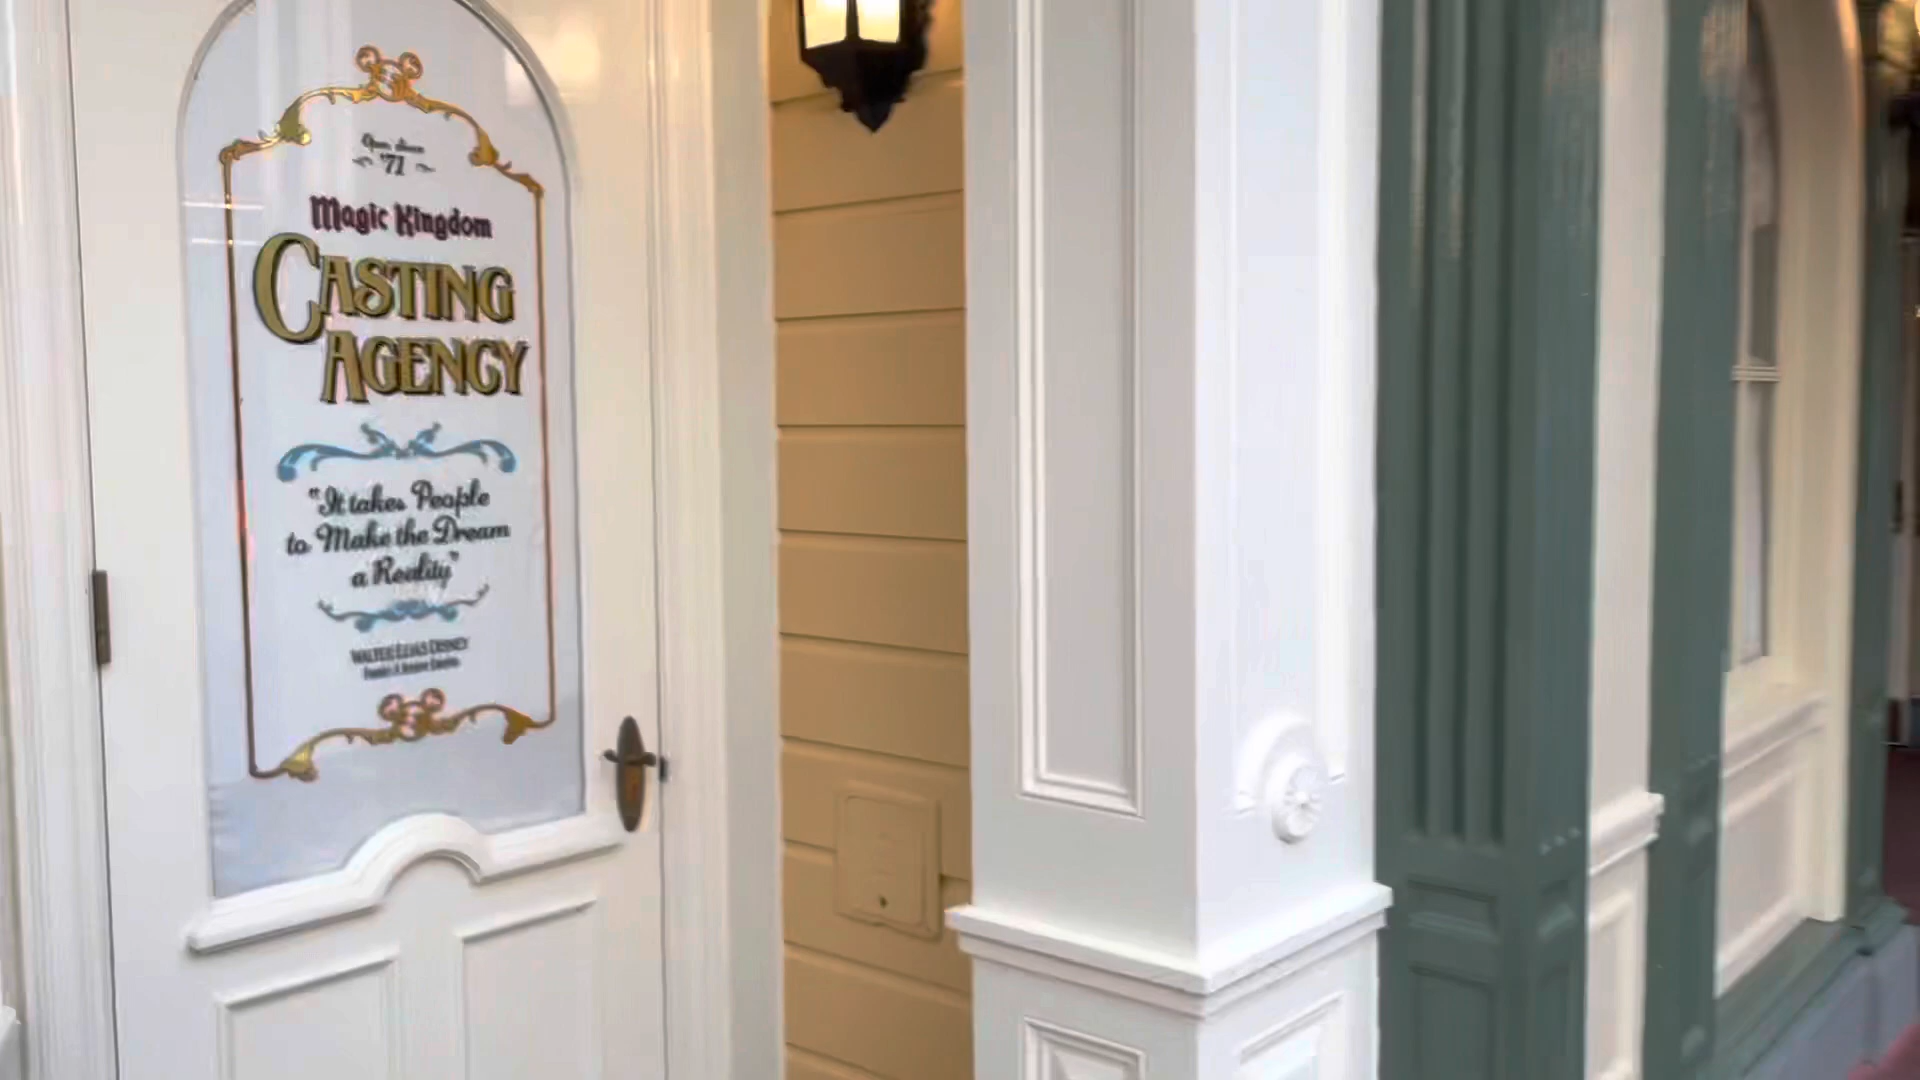 Open since
'71
Magic Kingdom
CASTING
AGENCY
"It takes People
to Make the Dream
a Reality"
WALTER ELIAS DISNEY